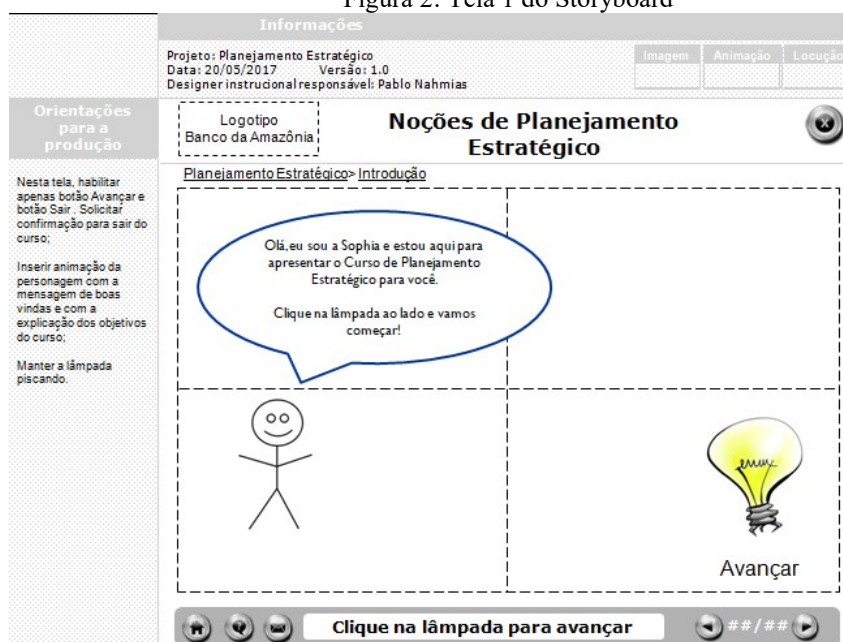 Figura 2: Tela 1 do Storyboard
Informações
Projeto: Planejamento Estratégico
Data: 20/05/2017 Versão: 1.0
Designer instrucional responsável: Pablo Nahmias
Imagem Animação Locução
Orientações
para a
produção
Nesta tela, habilitar
apenas botão Avançar e
botão Sair . Solicitar
confirmação para sair do
curso;
Inserir animação da
personagem com a
mensagem de boas
vindas e com a
explicação dos objetivos
do curso;
Manter a lâmpada
piscando.
Logotipo
Banco da Amazônia
Noções de Planejamento
Estratégico
X
Planejamento Estratégico> Introdução
Olá,eu sou a Sophia e estou aqui para
apresentar o Curso de Planejamento
Estratégico para você.
Clique na lâmpada ao lado e vamos
começar!
Avançar
?
Clique na lâmpada para avançar
##/##